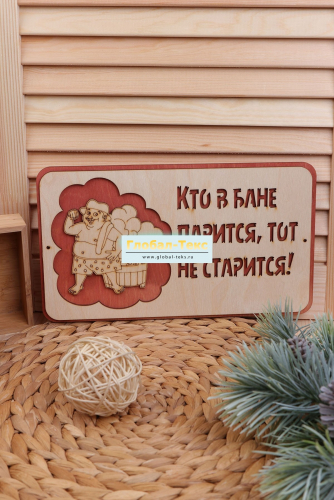 Кто в бане
парится, тот
не старится!
Глобал-Текс
www.global-teks.ru